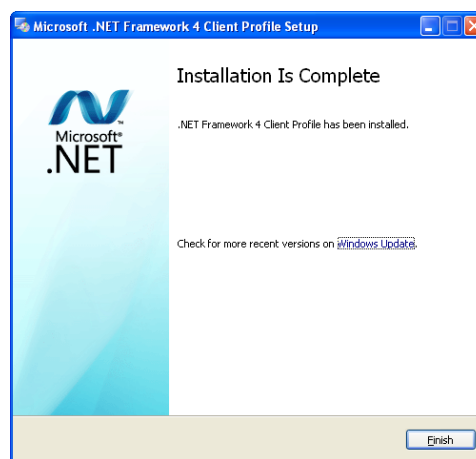 Microsoft .NET Framework 4 Client Profile Setup
Installation Is Complete
.NET Framework 4 Client Profile has been installed.
Microsoft®
.NET
Check for more recent versions on Windows Update.
Finish